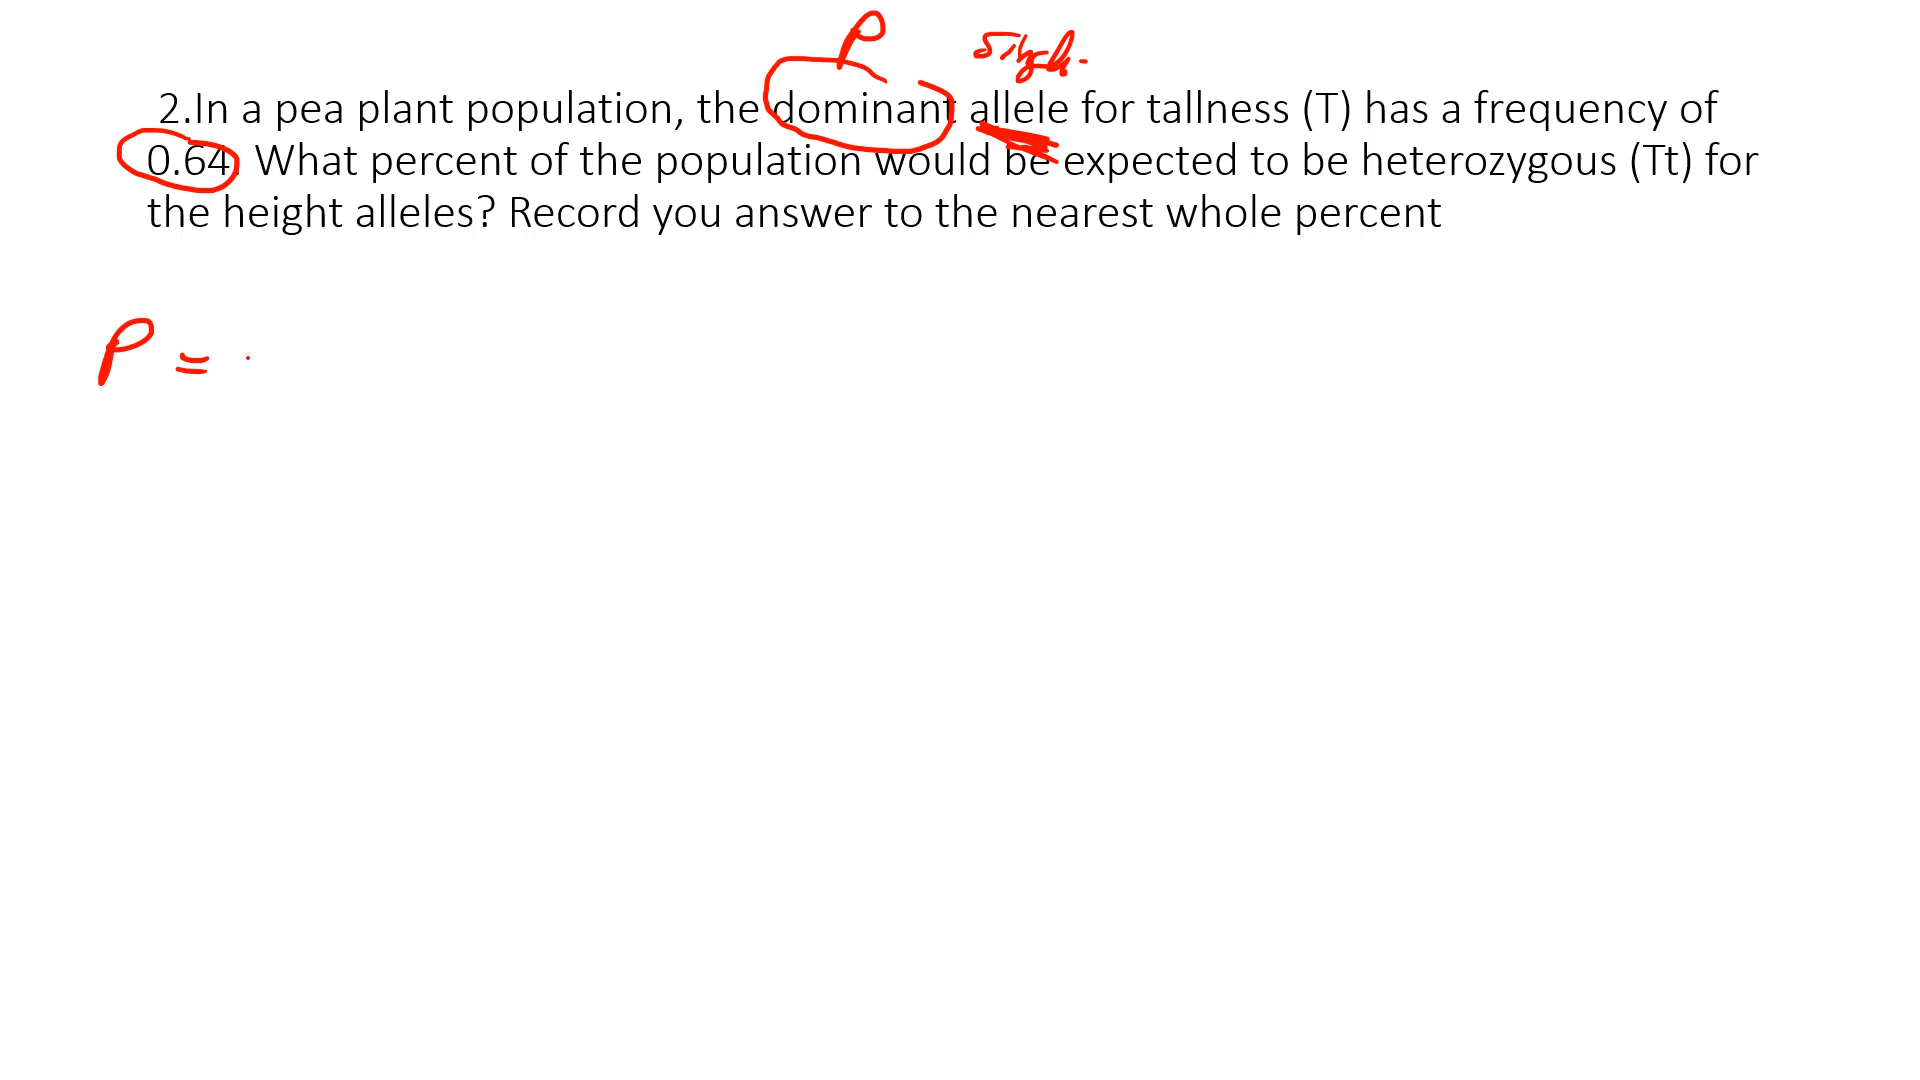 P
single
2.In a pea plant population, the dominant allele for tallness (T) has a frequency of
0.64. What percent of the population would be expected to be heterozygous (Tt) for
the height alleles? Record you answer to the nearest whole percent
P = .